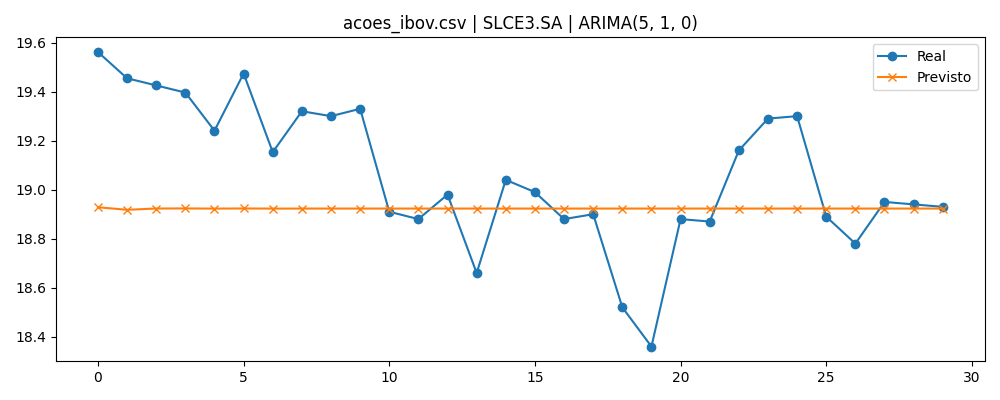 acoes_ibov.csv | SLCE3.SA | ARIMA(5, 1, 0)
Real
Previsto
19.6
19.4
19.2
19.0
18.8
18.6
18.4
0 5 10 15 20 25 30